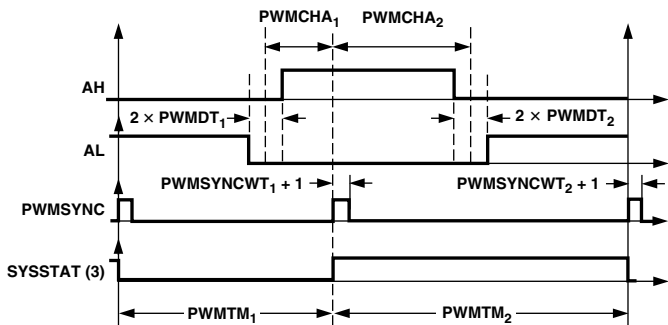 PWMCHA₁ PWMCHA₂
AH
2 × PWMDT₁ 2 × PWMDT₂
AL
PWMSYNCWT₁ + 1 PWMSYNCWT₂ + 1
PWMSYNC
SYSSTAT (3)
PWMTM₁ PWMTM₂